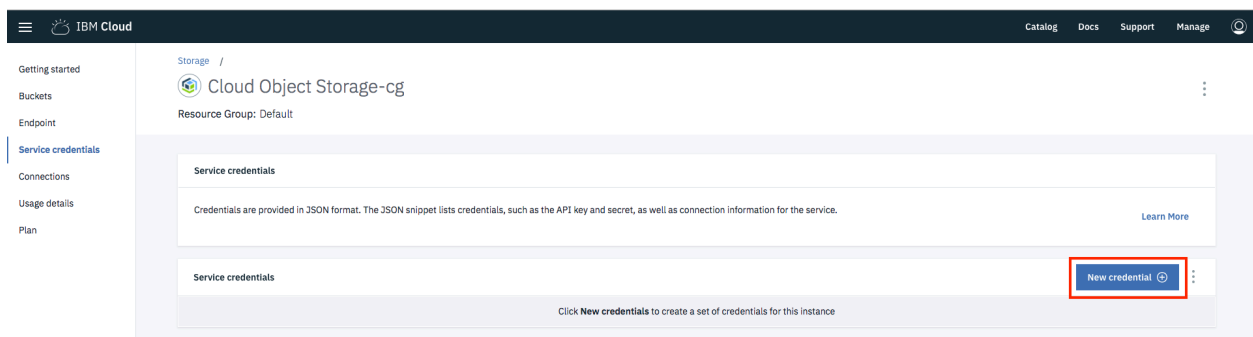 IBM Cloud
Catalog Docs Support Manage
Getting started
Buckets
Endpoint
Service credentials
Connections
Usage details
Plan
Storage /
Cloud Object Storage-cg
Resource Group: Default
Service credentials
Credentials are provided in JSON format. The JSON snippet lists credentials, such as the API key and secret, as well as connection information for the service.
Learn More
Service credentials
New credential
Click New credentials to create a set of credentials for this instance